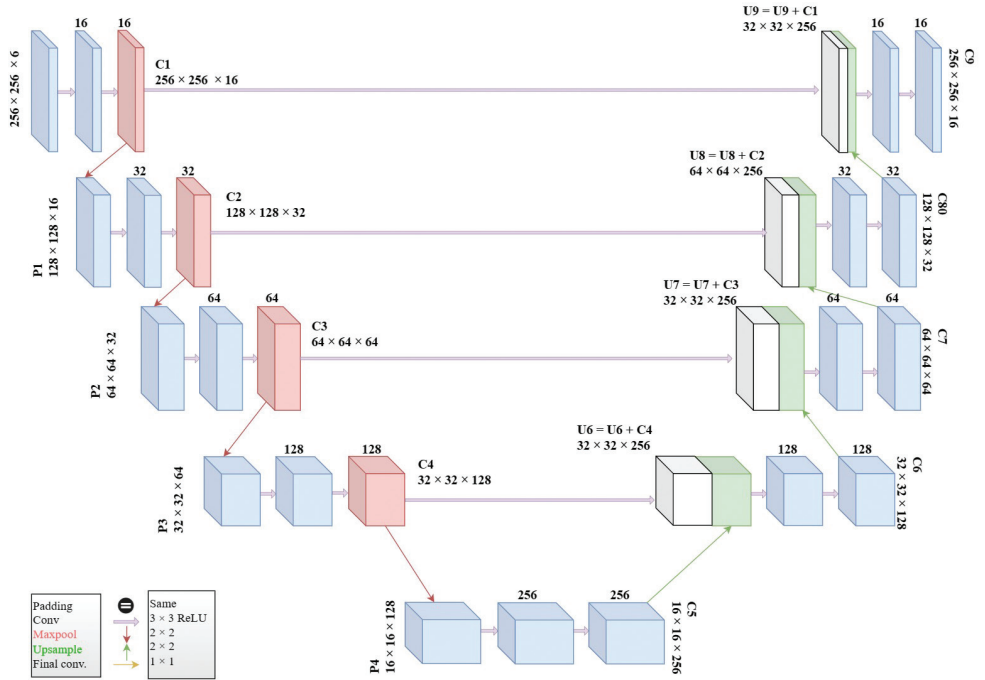 16
16
256 × 256 × 6
C1
256 × 256 × 16
U9 = U9 + C1
32 × 32 × 256
16
16
C9
256 × 256 × 16
32
32
P1
128 × 128 × 16
C2
128 × 128 × 32
U8 = U8 + C2
64 × 64 × 256
32
32
C80
128 × 128 × 32
64
64
P2
64 × 64 × 32
C3
64 × 64 × 64
U7 = U7 + C3
32 × 32 × 256
64
64
C7
64 × 64 × 64
128
128
P3
32 × 32 × 64
C4
32 × 32 × 128
U6 = U6 + C4
32 × 32 × 256
128
128
C6
32 × 32 × 128
P4
16 × 16 × 128
256
256
C5
16 × 16 × 256
Padding
Same
Conv
3 × 3 ReLU
Maxpool
2 × 2
Upsample
2 × 2
Final conv.
1 × 1